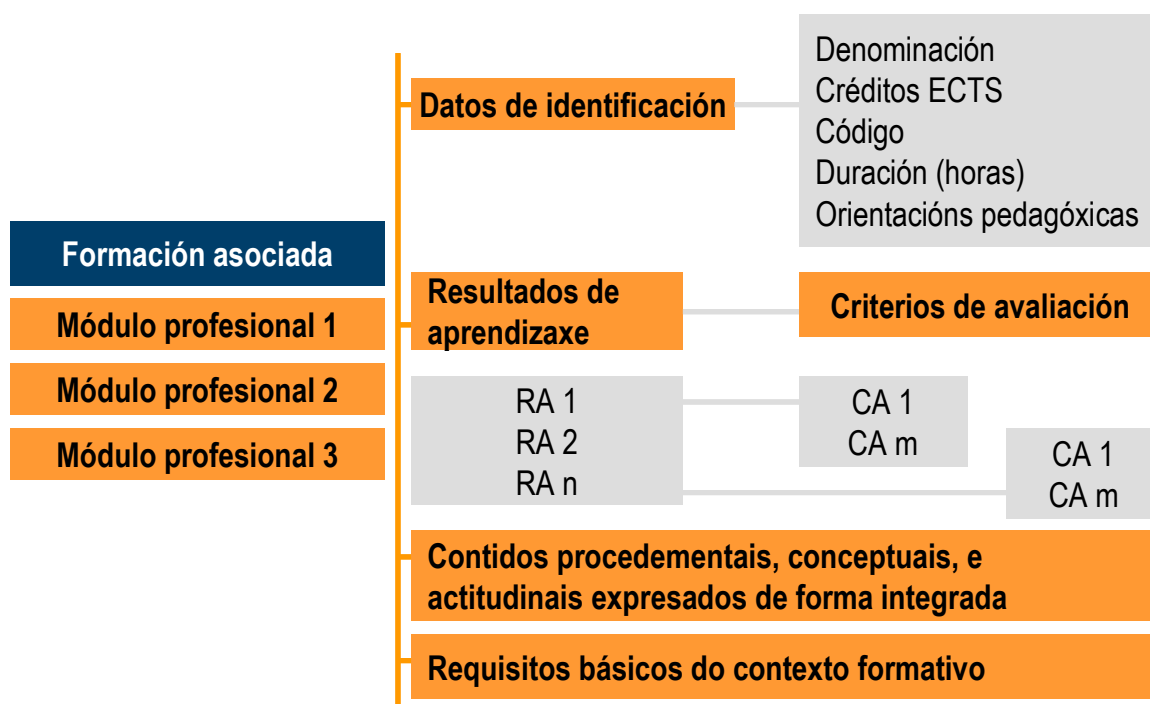 Formación asociada
Módulo profesional 1
Módulo profesional 2
Módulo profesional 3
Datos de identificación
Denominación
Créditos ECTS
Código
Duración (horas)
Orientacións pedagóxicas
Resultados de
aprendizaxe
Criterios de avaliación
RA 1
RA 2
RA n
CA 1
CA m
CA 1
CA m
Contidos procedementais, conceptuais, e
actitudinais expresados de forma integrada
Requisitos básicos do contexto formativo